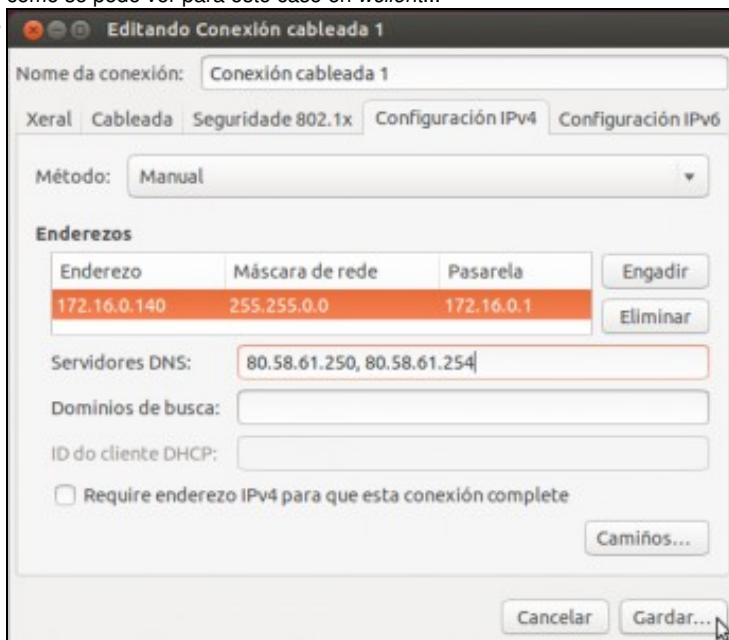 como se pode ver para este caso en uclient...
Editando Conexión cableada 1
Nome da conexión: Conexión cableada 1
Xeral Cableada Seguridade 802.1x Configuración IPv4 Configuración IPv6
Método: Manual
Enderezos
Enderezo Máscara de rede Pasarela Engadir
172.16.0.140 255.255.0.0 172.16.0.1 Eliminar
Servidores DNS: 80.58.61.250, 80.58.61.254
Dominios de busca:
ID do cliente DHCP:
Require enderezo IPv4 para que esta conexión complete
Camiños...
Cancelar Gardar...